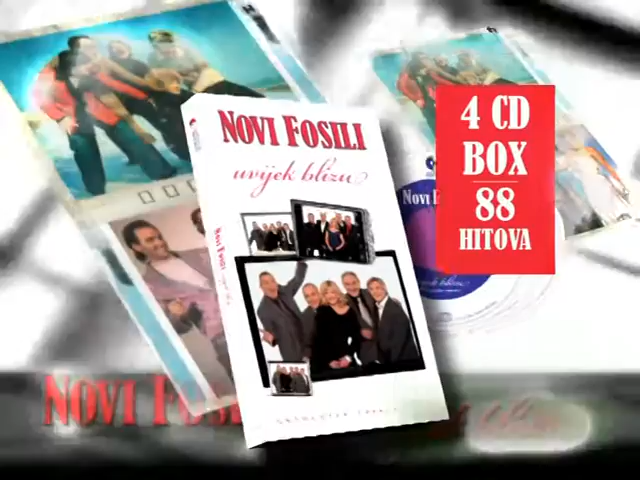 NOVI FOSILI
uvijek blizu
4 CD
BOX
88
HITOVA
NOVI FOSILI
NOVI FOSILI